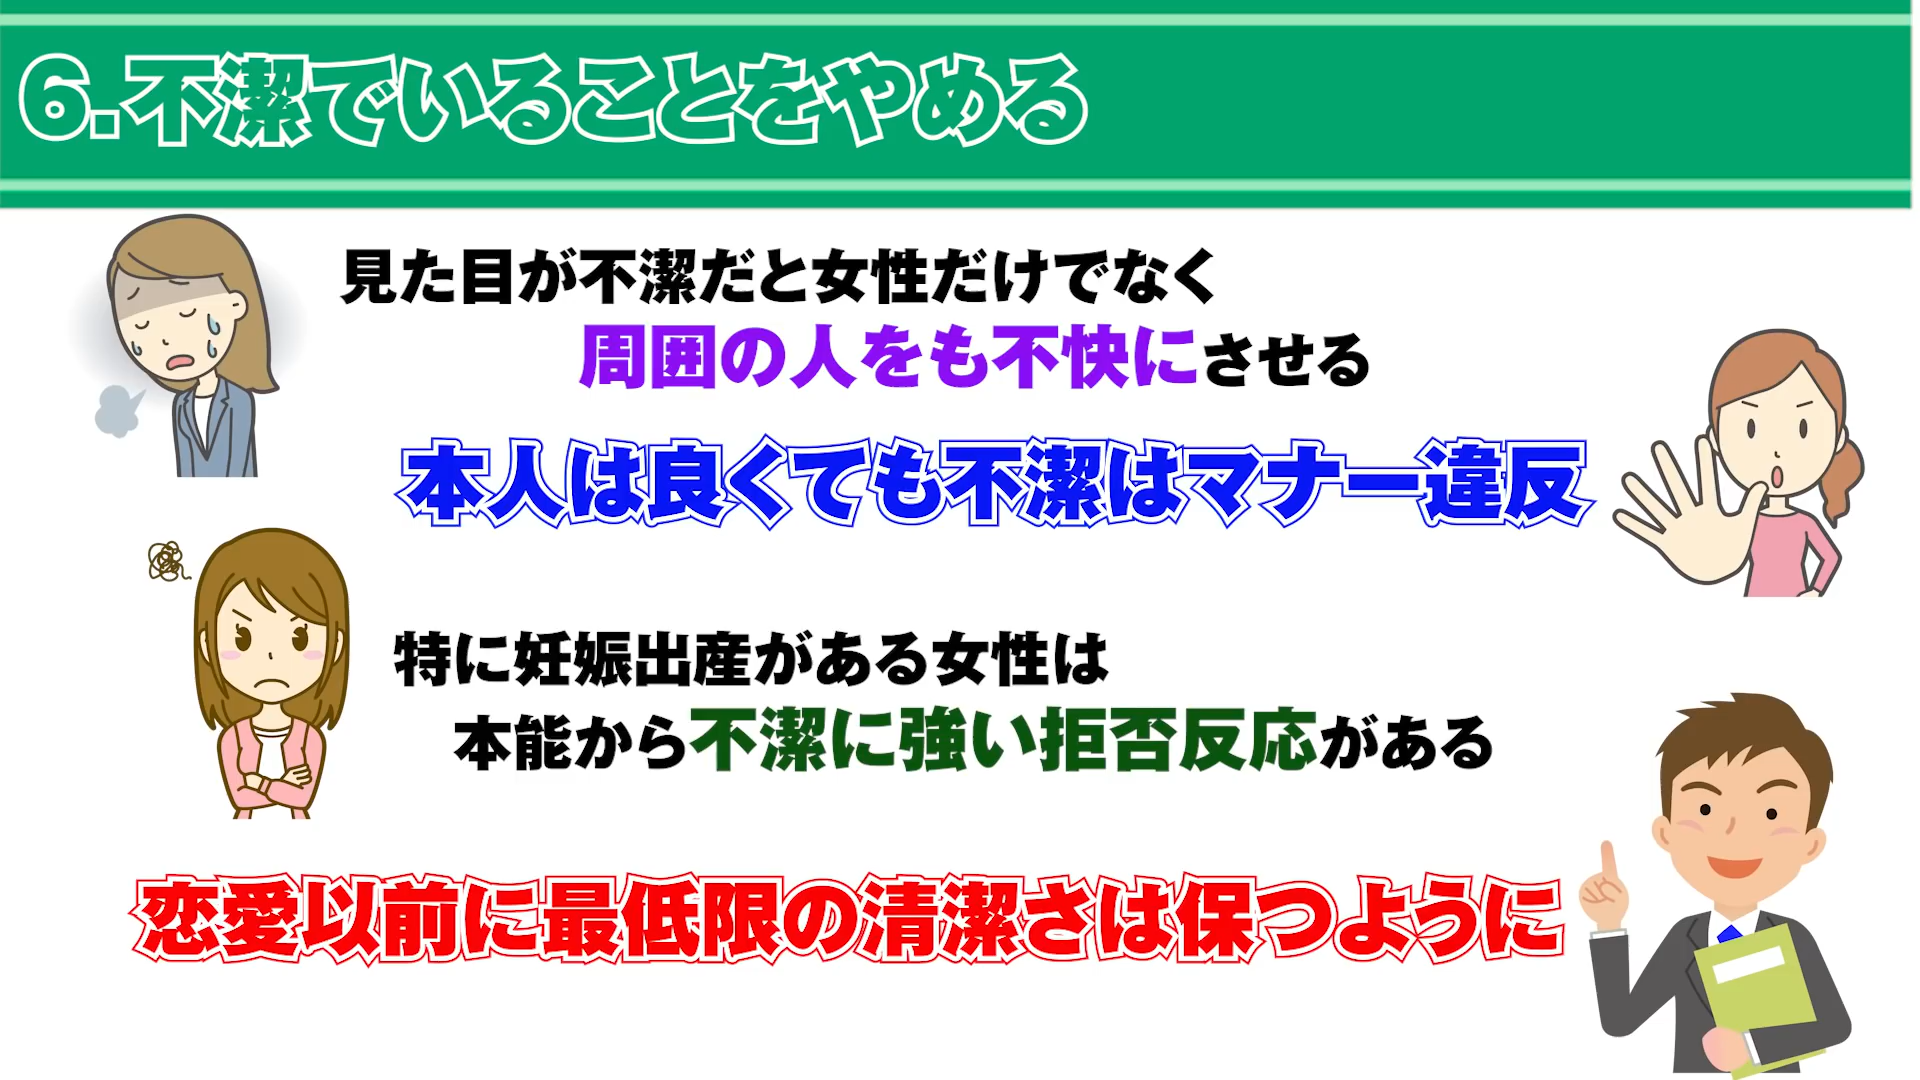 6.不潔でいることをやめる
見た目が不潔だと女性だけでなく
周囲の人をも不快にさせる
本人は良くても不潔はマナー違反
特に妊娠出産がある女性は
本能から不潔に強い拒否反応がある
恋愛以前に最低限の清潔さは保つように